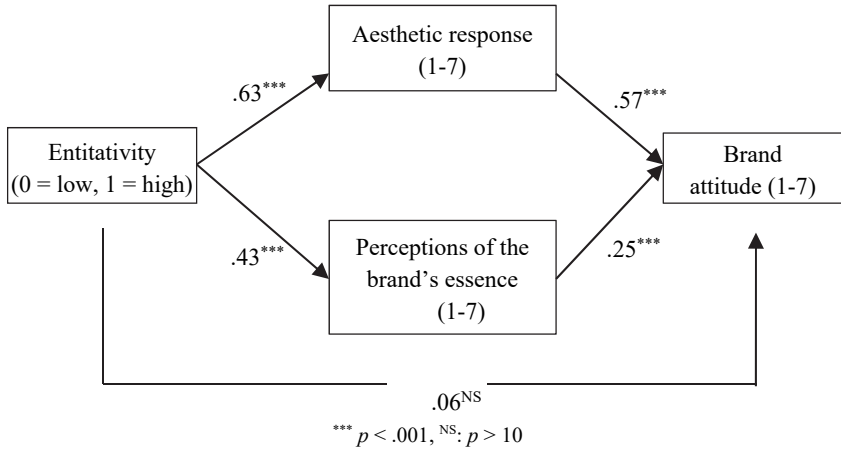 Aesthetic response
(1-7)
.63***
.57***
Entitativity
(0 = low, 1 = high)
Brand
attitude (1-7)
.43***
Perceptions of the
brand’s essence
(1-7)
.25***
.06NS
*** p < .001, NS: p > 10